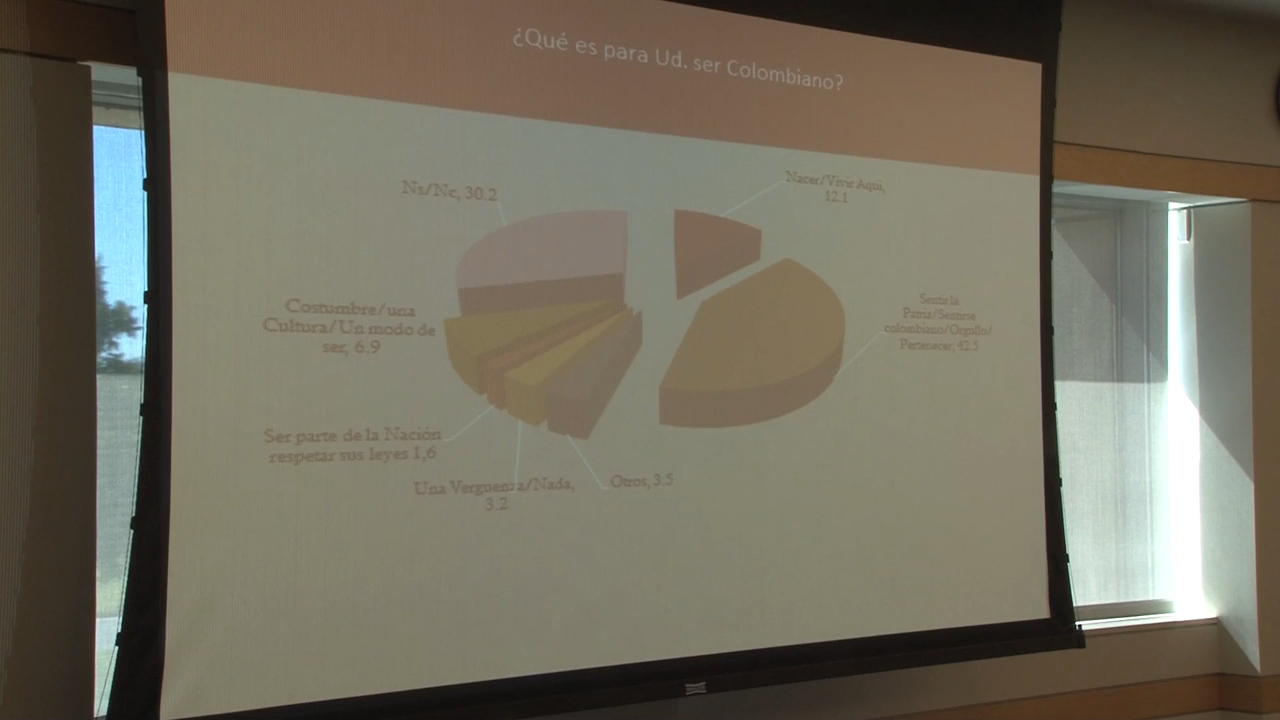 ¿Qué es para Ud. ser Colombiano?
Nacer/Vivir Aqui,
12.1
Ns/Nc, 30.2
Sentir la
Patria/Sentirse
colombiano/Orgullo/
Pertenecer, 42.5
Costumbre/una
Cultura/Un modo de
ser, 6.9
Ser parte de la Nación
respetar sus leyes 1,6
Una Verguenza/Nada,
3.2
Otros, 3.5